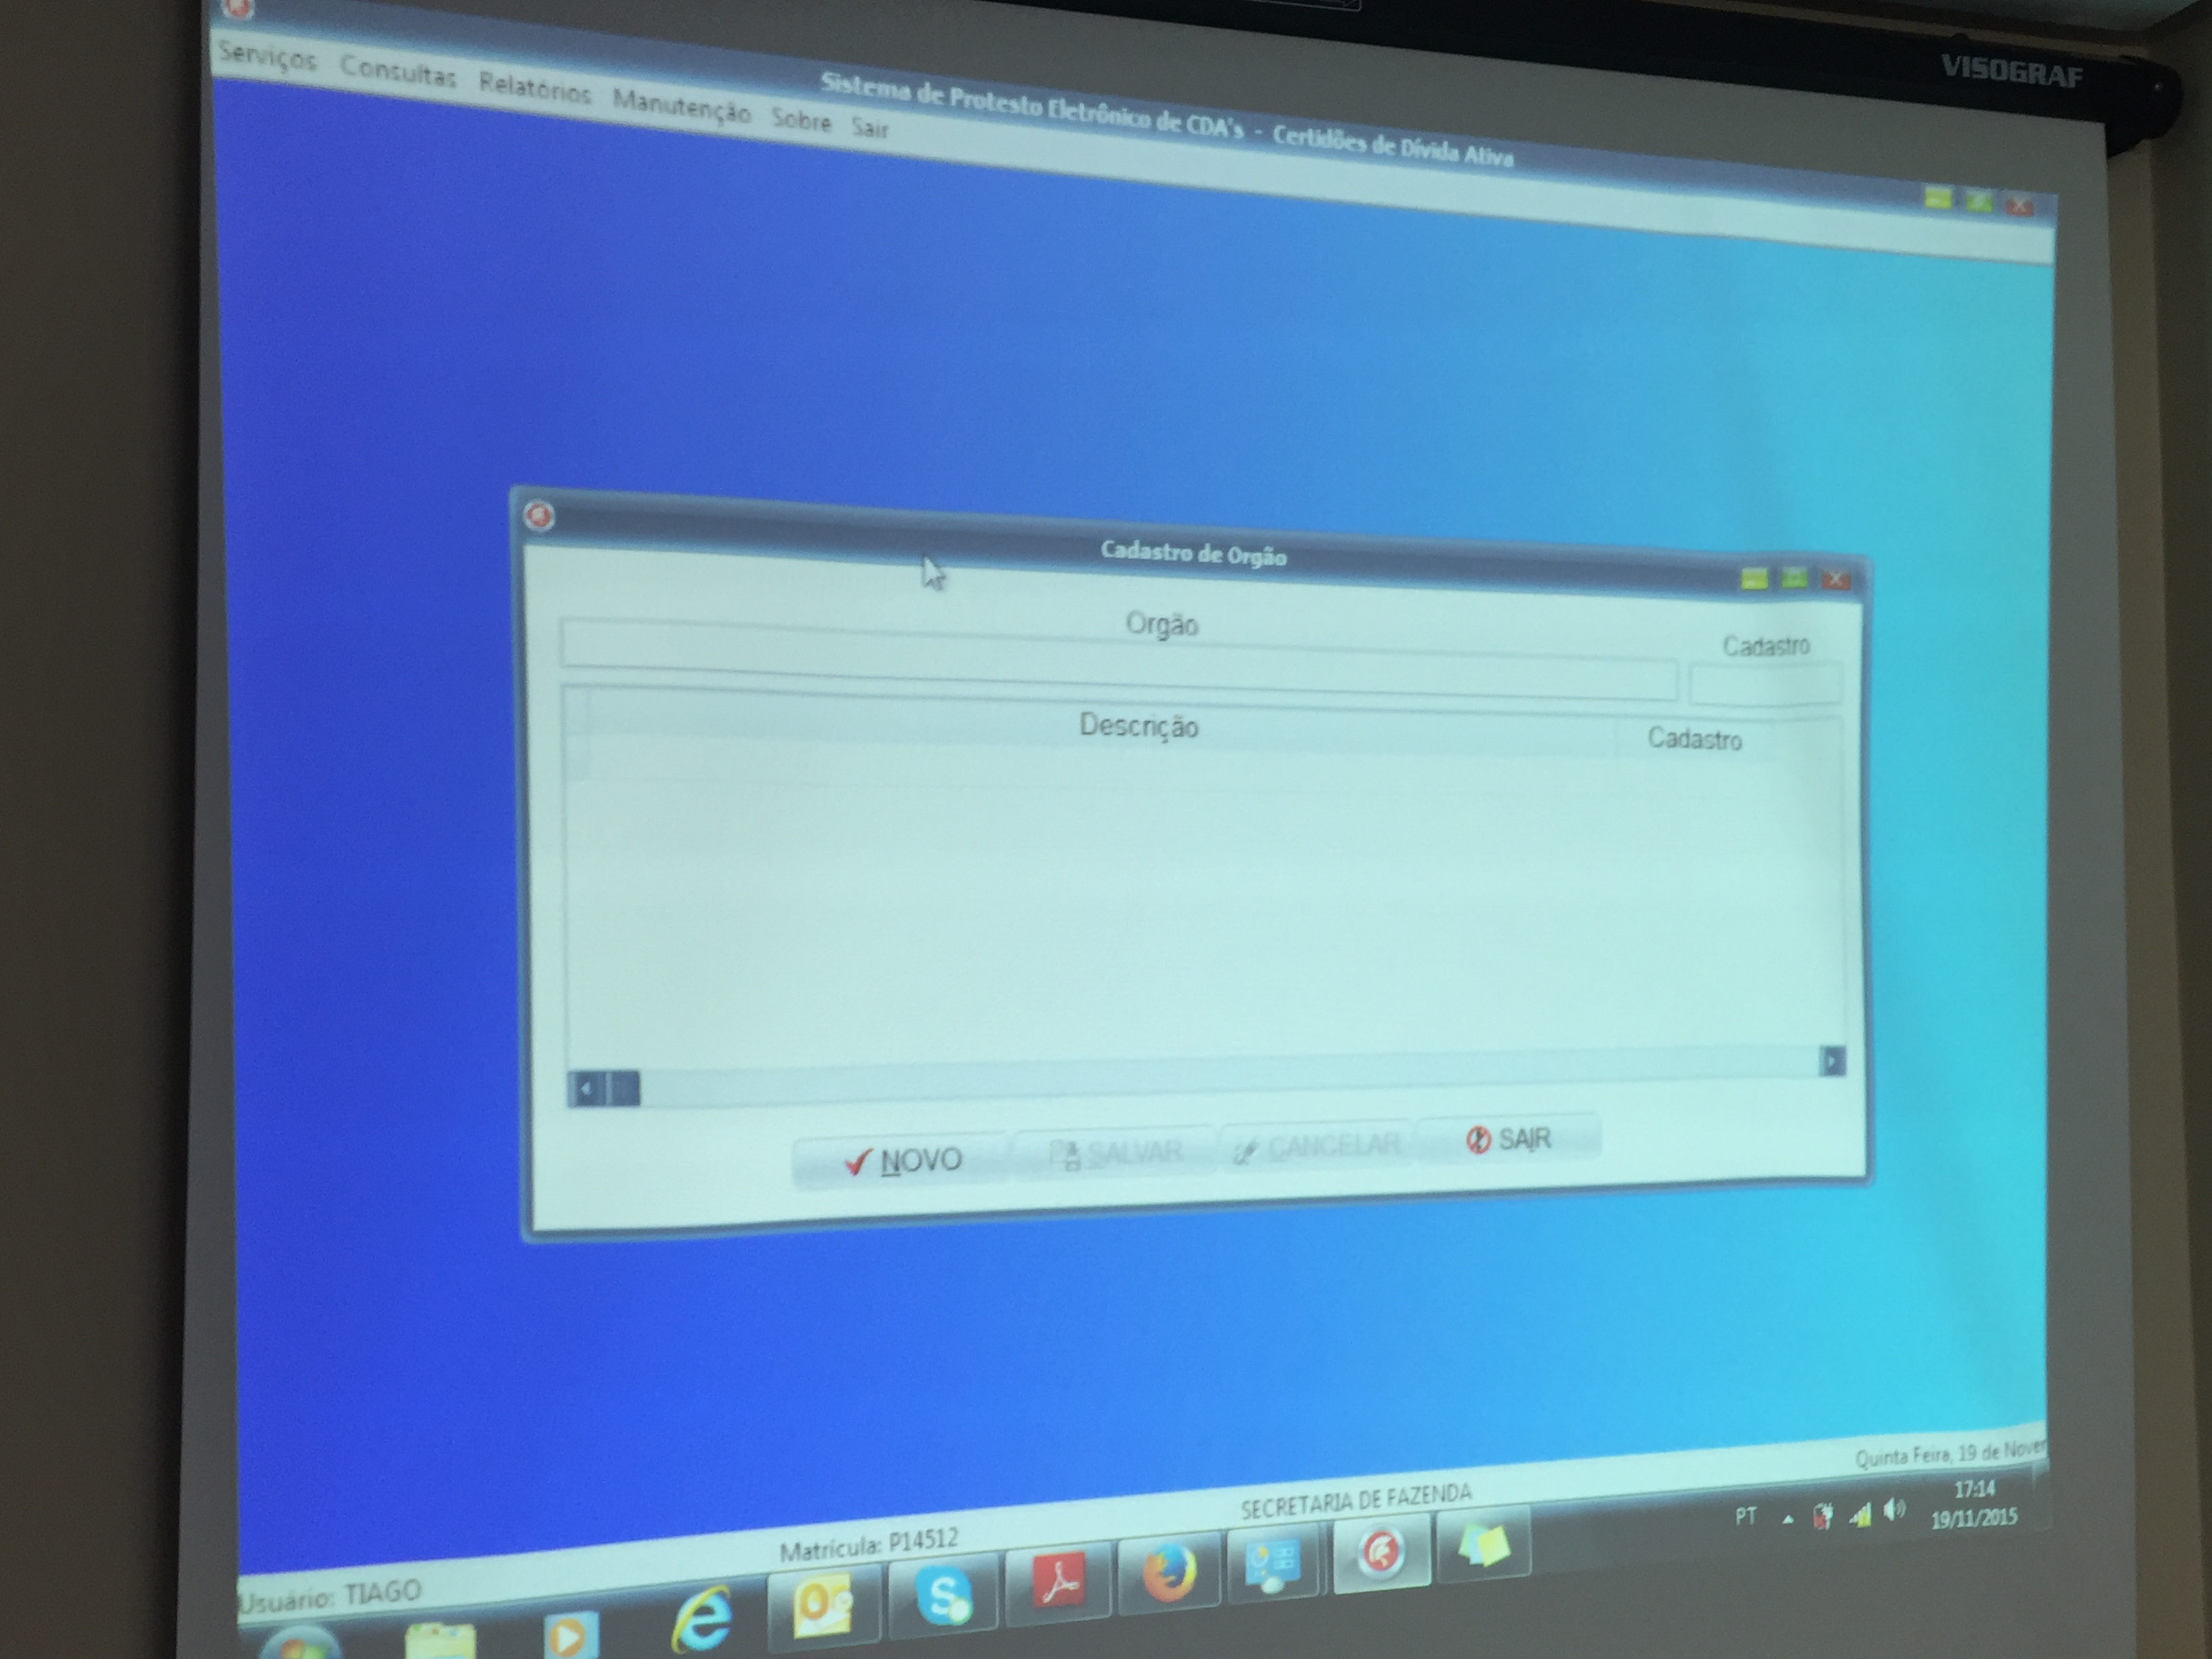 VISOGRAF
Sistema de Protesto Eletrônico de CDA's - Certidões de Dívida Ativa
Serviços Consultas Relatórios Manutenção Sobre Sair
Cadastro de Orgão
Orgão
Cadastro
Descrição
Cadastro
NOVO SALVAR CANCELAR SAIR
Quinta Feira, 19 de Nover
SECRETARIA DE FAZENDA
Matrícula: P14512
Usuário: TIAGO
PT
17:14
19/11/2015